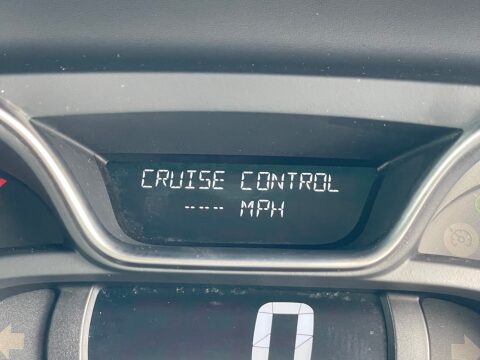 CRUISE CONTROL
--- MPH
0